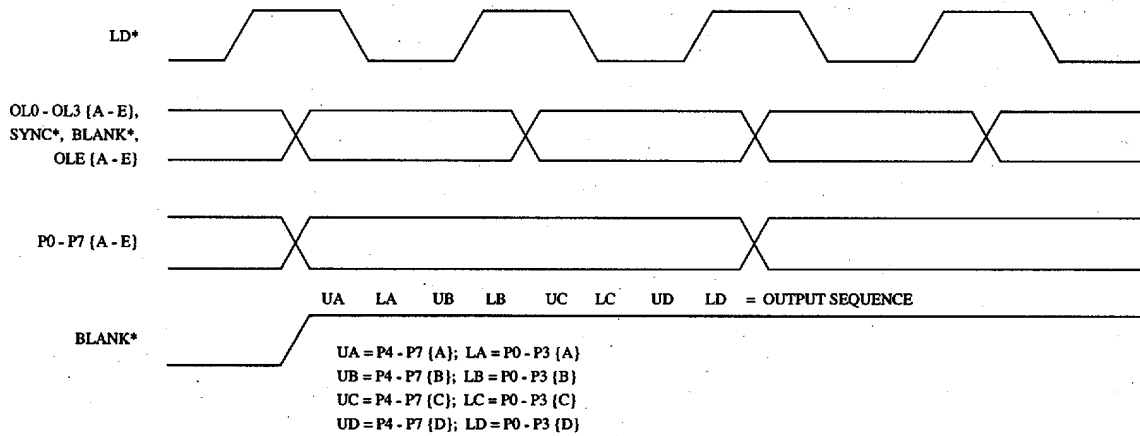 LD*
OL0 - OL3 {A - E},
SYNC*, BLANK*,
OLE {A - E}
P0 - P7 {A - E}
UA LA UB LB UC LC UD LD = OUTPUT SEQUENCE
BLANK*
UA = P4 - P7 {A}; LA = P0 - P3 {A}
UB = P4 - P7 {B}; LB = P0 - P3 {B}
UC = P4 - P7 {C}; LC = P0 - P3 {C}
UD = P4 - P7 {D}; LD = P0 - P3 {D}